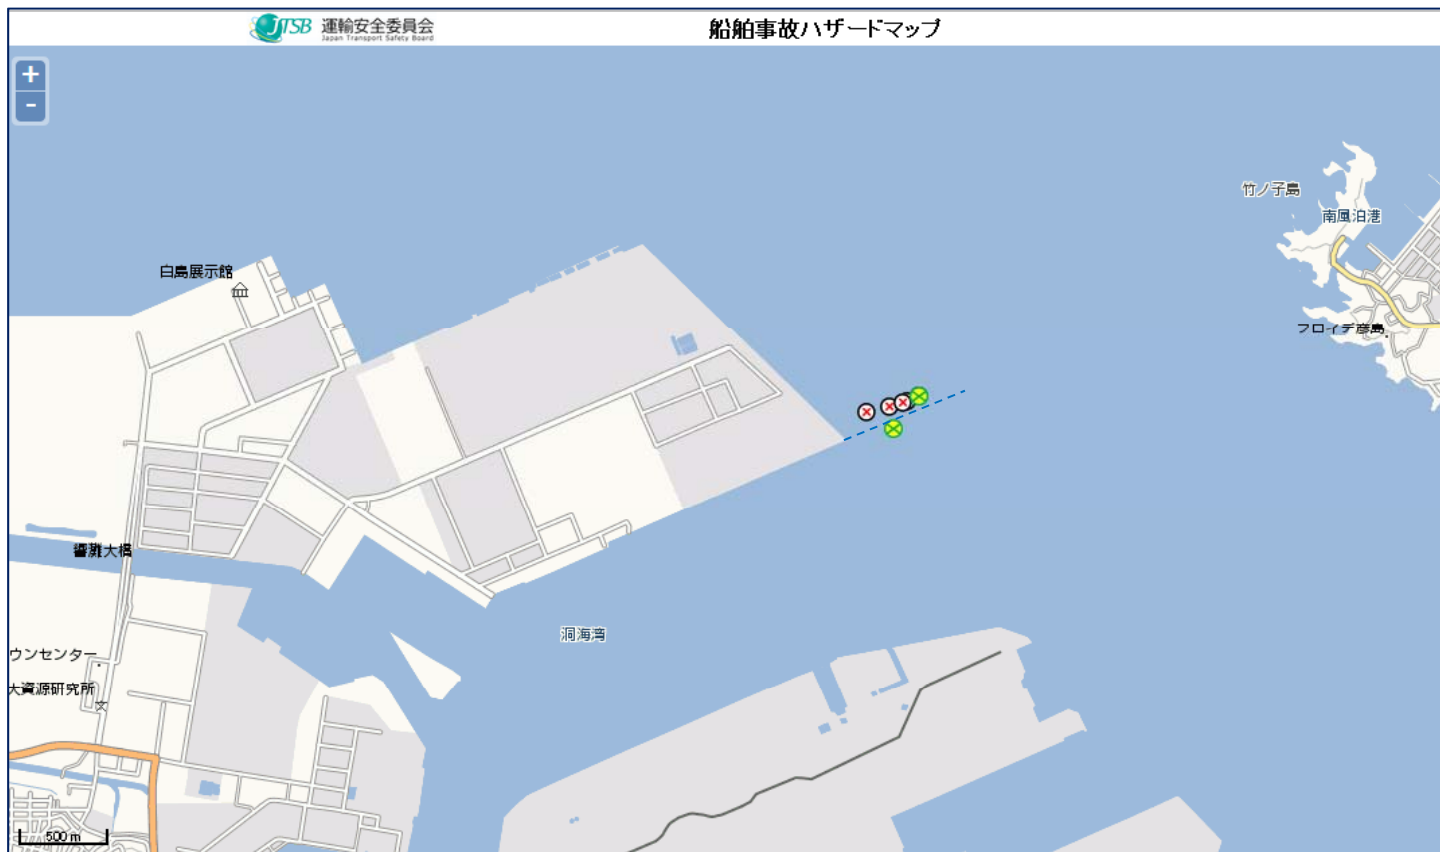 JTSB 運輸安全委員会
Japan Transport Safety Board
船舶事故ハザードマップ
+
-
竹ノ子島
南風泊港
白島展示館
フロイデ彦島
響灘大橋
洞海湾
ウンセンター
大資源研究所
500 m